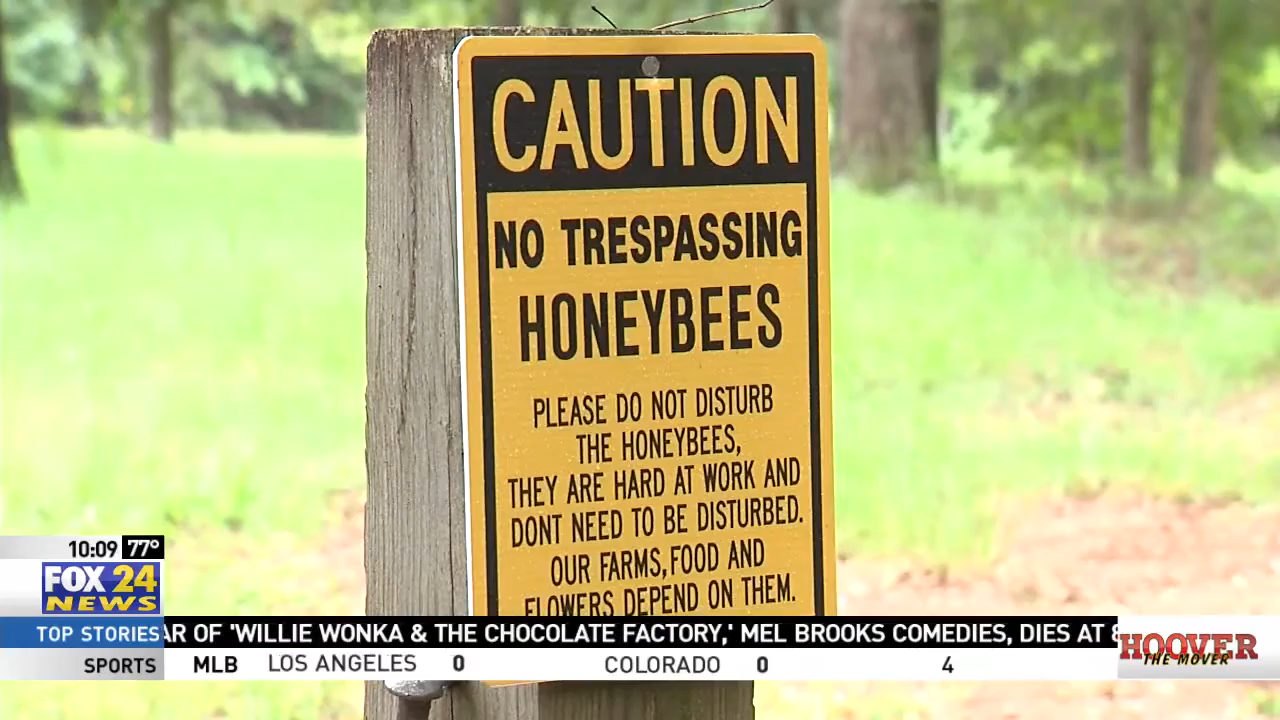 CAUTION
NO TRESPASSING
HONEYBEES
PLEASE DO NOT DISTURB
THE HONEYBEES,
THEY ARE HARD AT WORK AND
DONT NEED TO BE DISTURBED.
OUR FARMS, FOOD AND
FLOWERS DEPEND ON THEM.
10:09 77°
FOX 24
NEWS
TOP STORIES AR OF 'WILLIE WONKA & THE CHOCOLATE FACTORY,' MEL BROOKS COMEDIES, DIES AT
SPORTS MLB LOS ANGELES 0 COLORADO 0 4
HOOVER
THE MOVER